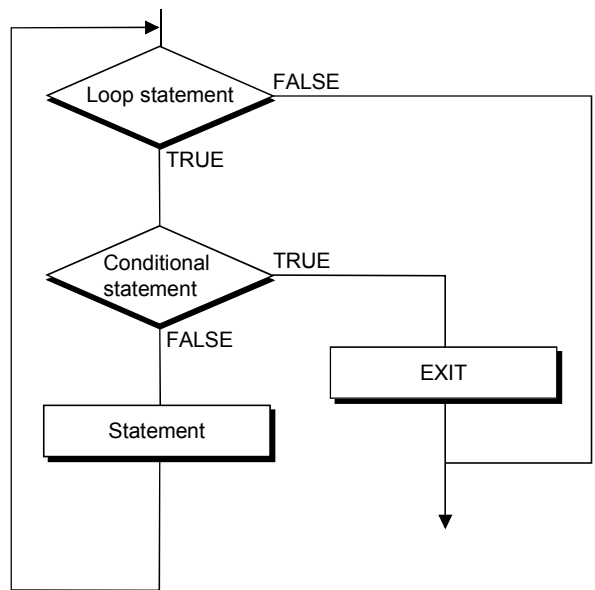 Loop statement
FALSE
TRUE
Conditional
statement
TRUE
FALSE
EXIT
Statement